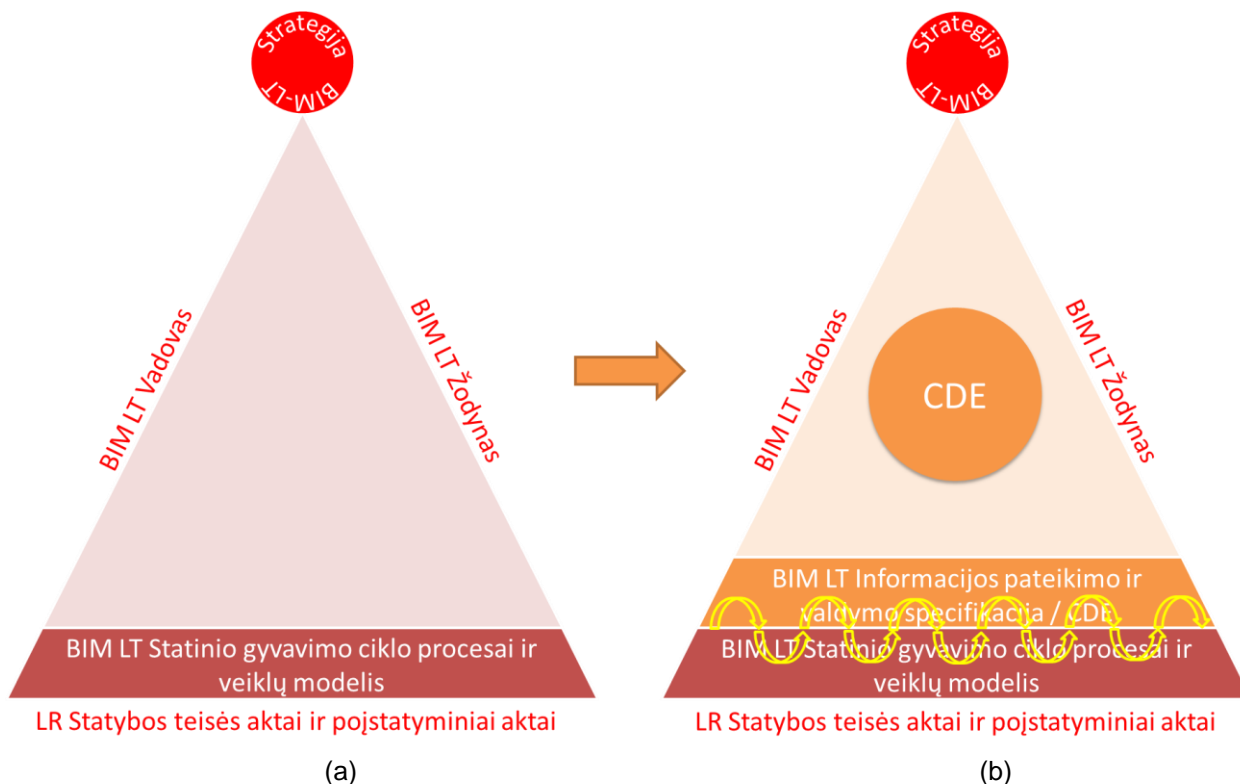 Strategija
BIM-LT
BIM LT Vadovas
BIM LT Žodynas
BIM LT Statinio gyvavimo ciklo procesai ir
veiklų modelis
LR Statybos teisės aktai ir poįstatyminiai aktai
(a)
Strategija
BIM-LT
BIM LT Vadovas
BIM LT Žodynas
CDE
BIM LT Informacijos pateikimo ir
valdymo specifikacija / CDE
BIM LT Statinio gyvavimo ciklo procesai ir
veiklų modelis
LR Statybos teisės aktai ir poįstatyminiai aktai
(b)